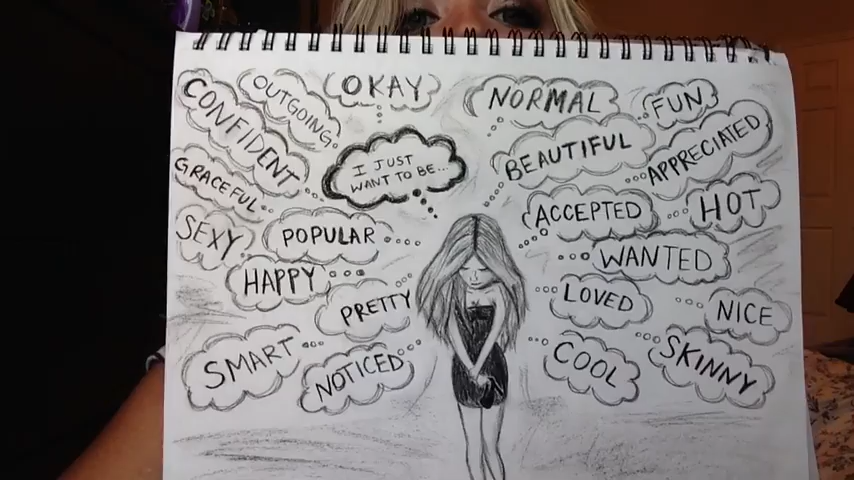 OKAY
OUTGOING
CONFIDENT
GRACEFUL
SEXY
POPULAR
HAPPY
PRETTY
SMART
NOTICED
I JUST
WANT TO BE...
NORMAL
FUN
BEAUTIFUL
APPRECIATED
ACCEPTED
HOT
WANTED
LOVED
NICE
COOL
SKINNY